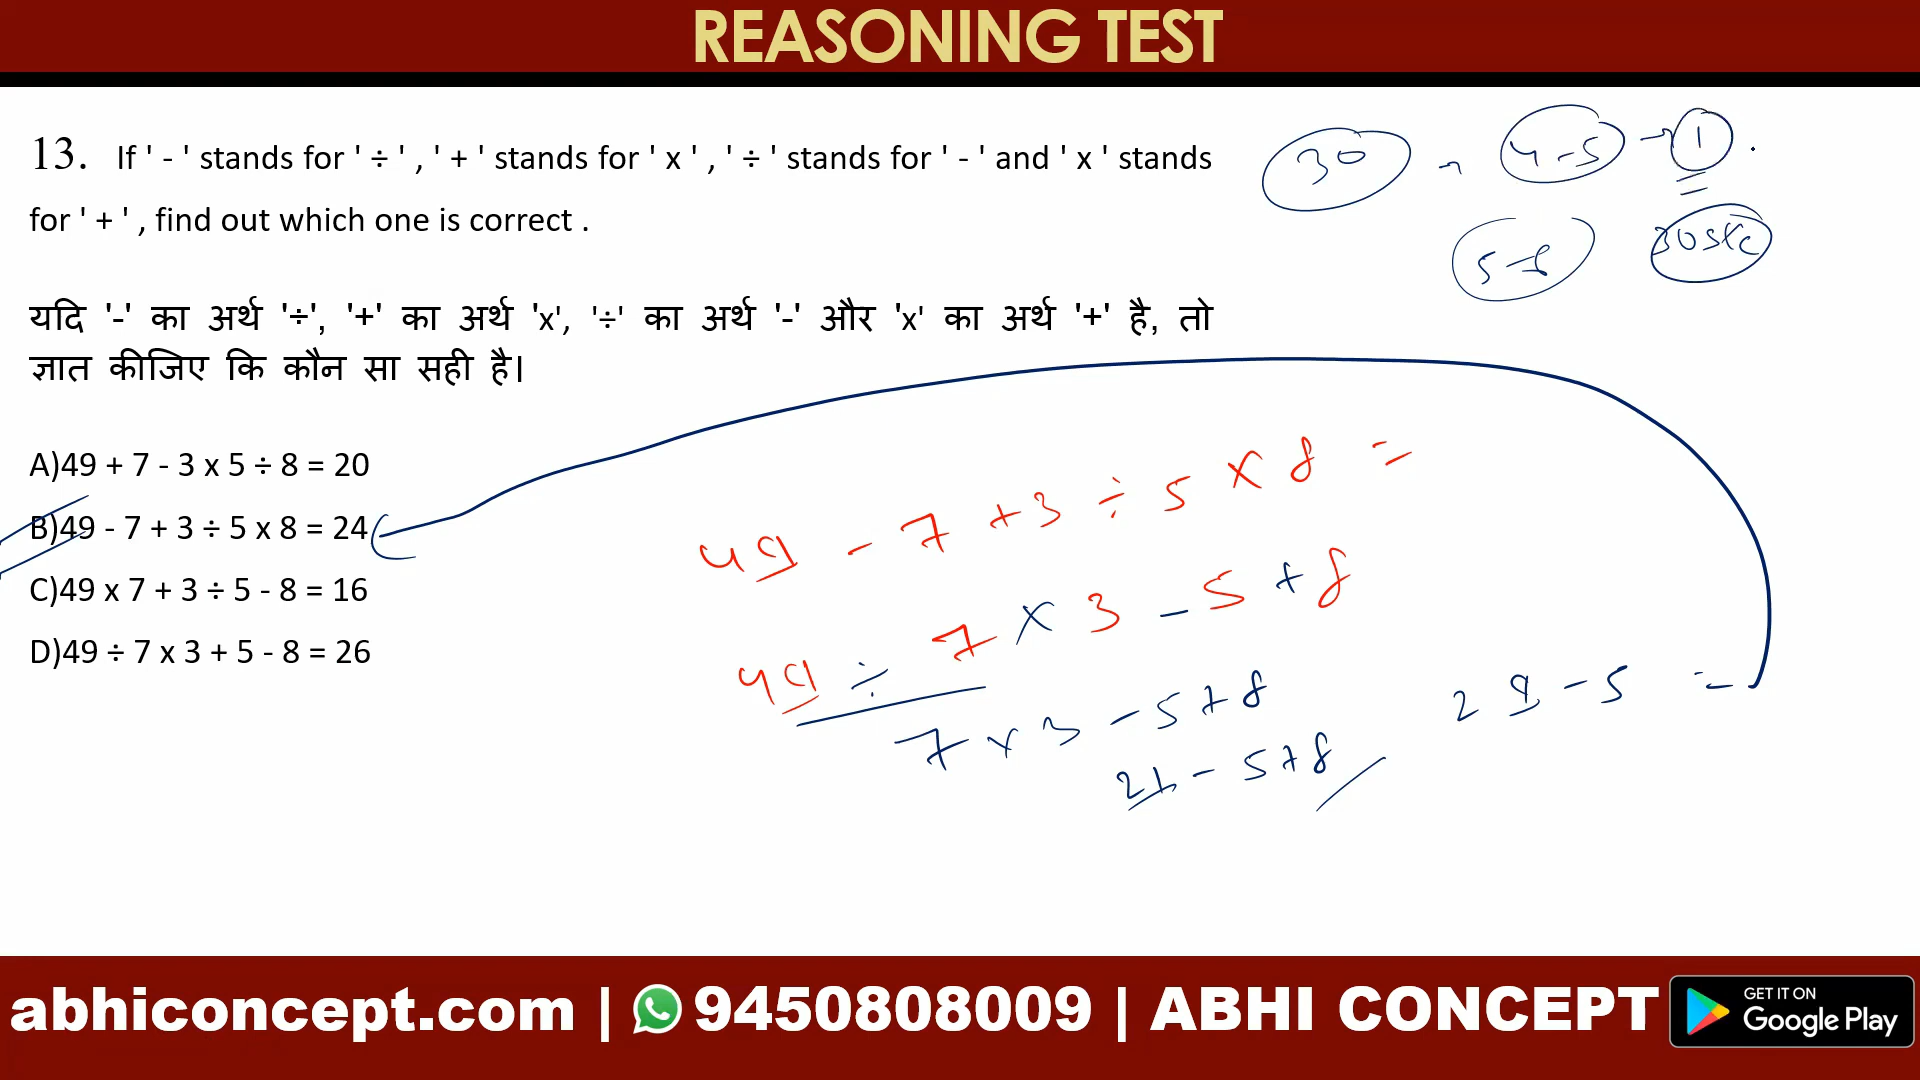 REASONING TEST
13. If ' - ' stands for ' ÷ ' , ' + ' stands for ' x ' , ' ÷ ' stands for ' - ' and ' x ' stands
for ' + ' , find out which one is correct .
यदि '-' का अर्थ '÷', '+' का अर्थ 'x', '÷' का अर्थ '-' और 'x' का अर्थ '+' है, तो
ज्ञात कीजिए कि कौन सा सही है।
A)49 + 7 - 3 x 5 ÷ 8 = 20
B)49 - 7 + 3 ÷ 5 x 8 = 24
C)49 x 7 + 3 ÷ 5 - 8 = 16
D)49 ÷ 7 x 3 + 5 - 8 = 26
30 4-5 1
5-8 30 sec
49 - 7 + 3 ÷ 5 x 8 =
49 ÷ 7 x 3 - 5 + 8
7 x 3 - 5 + 8
21 - 5 + 8
29 - 5 =
abhiconcept.com | 9450808009 | ABHI CONCEPT
GET IT ON
Google Play